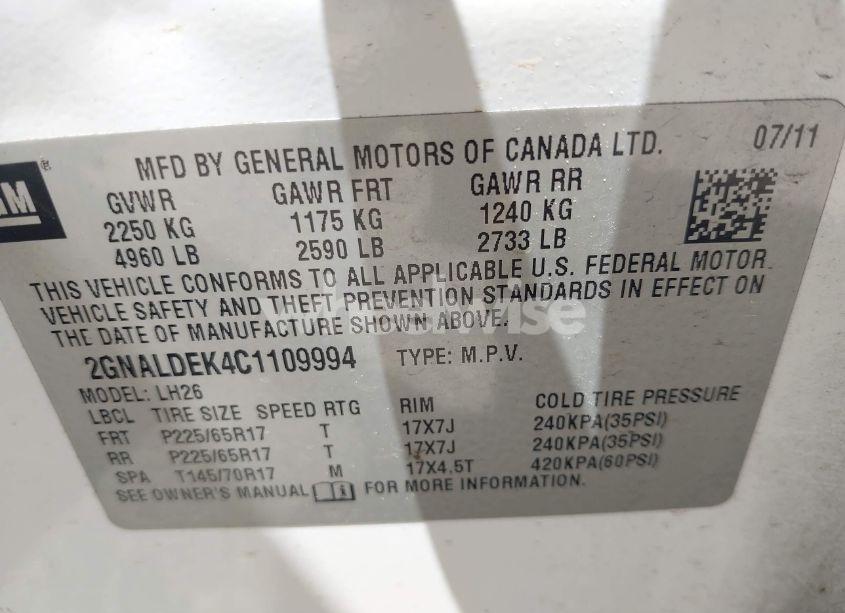 MFD BY GENERAL MOTORS OF CANADA LTD. 07/11
GM ®
GVWR GAWR FRT GAWR RR
2250 KG 1175 KG 1240 KG
4960 LB 2590 LB 2733 LB
THIS VEHICLE CONFORMS TO ALL APPLICABLE U.S. FEDERAL MOTOR
VEHICLE SAFETY AND THEFT PREVENTION STANDARDS IN EFFECT ON
THE DATE OF MANUFACTURE SHOWN ABOVE.
2GNALDEK4C1109994 TYPE: M.P.V.
MODEL: LH26
LBCL TIRE SIZE SPEED RTG RIM COLD TIRE PRESSURE
FRT P225/65R17 T 17X7J 240KPA(35PSI)
RR P225/65R17 T 17X7J 240KPA(35PSI)
SPA T145/70R17 M 17X4.5T 420KPA(60PSI)
SEE OWNER'S MANUAL FOR MORE INFORMATION.